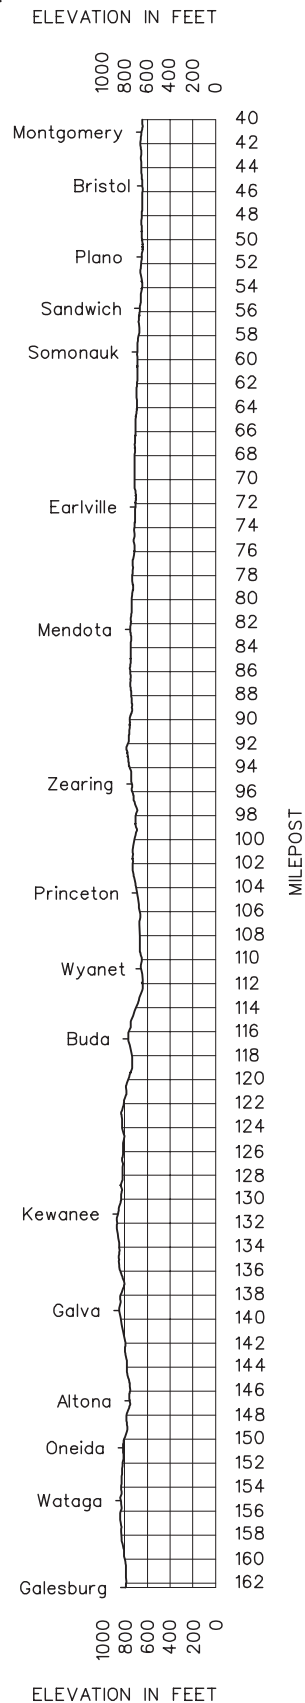 ELEVATION IN FEET
1000 800 600 400 200 0
40
Montgomery
42
44
Bristol 46
48
50
Plano 52
54
Sandwich 56
58
Somonauk 60
62
64
66
68
70
Earlville 72
74
76
78
80
Mendota 82
84
86
88
90
92
94
Zearing 96
98
100
102
Princeton 104
106
108
Wyanet 110
112
114
116
Buda
118
120
122
124
126
128
130
Kewanee 132
134
136
138
Galva 140
142
144
146
Altona
148
Oneida 150
152
154
Wataga 156
158
160
Galesburg 162
MILEPOST
1000 800 600 400 200 0
ELEVATION IN FEET